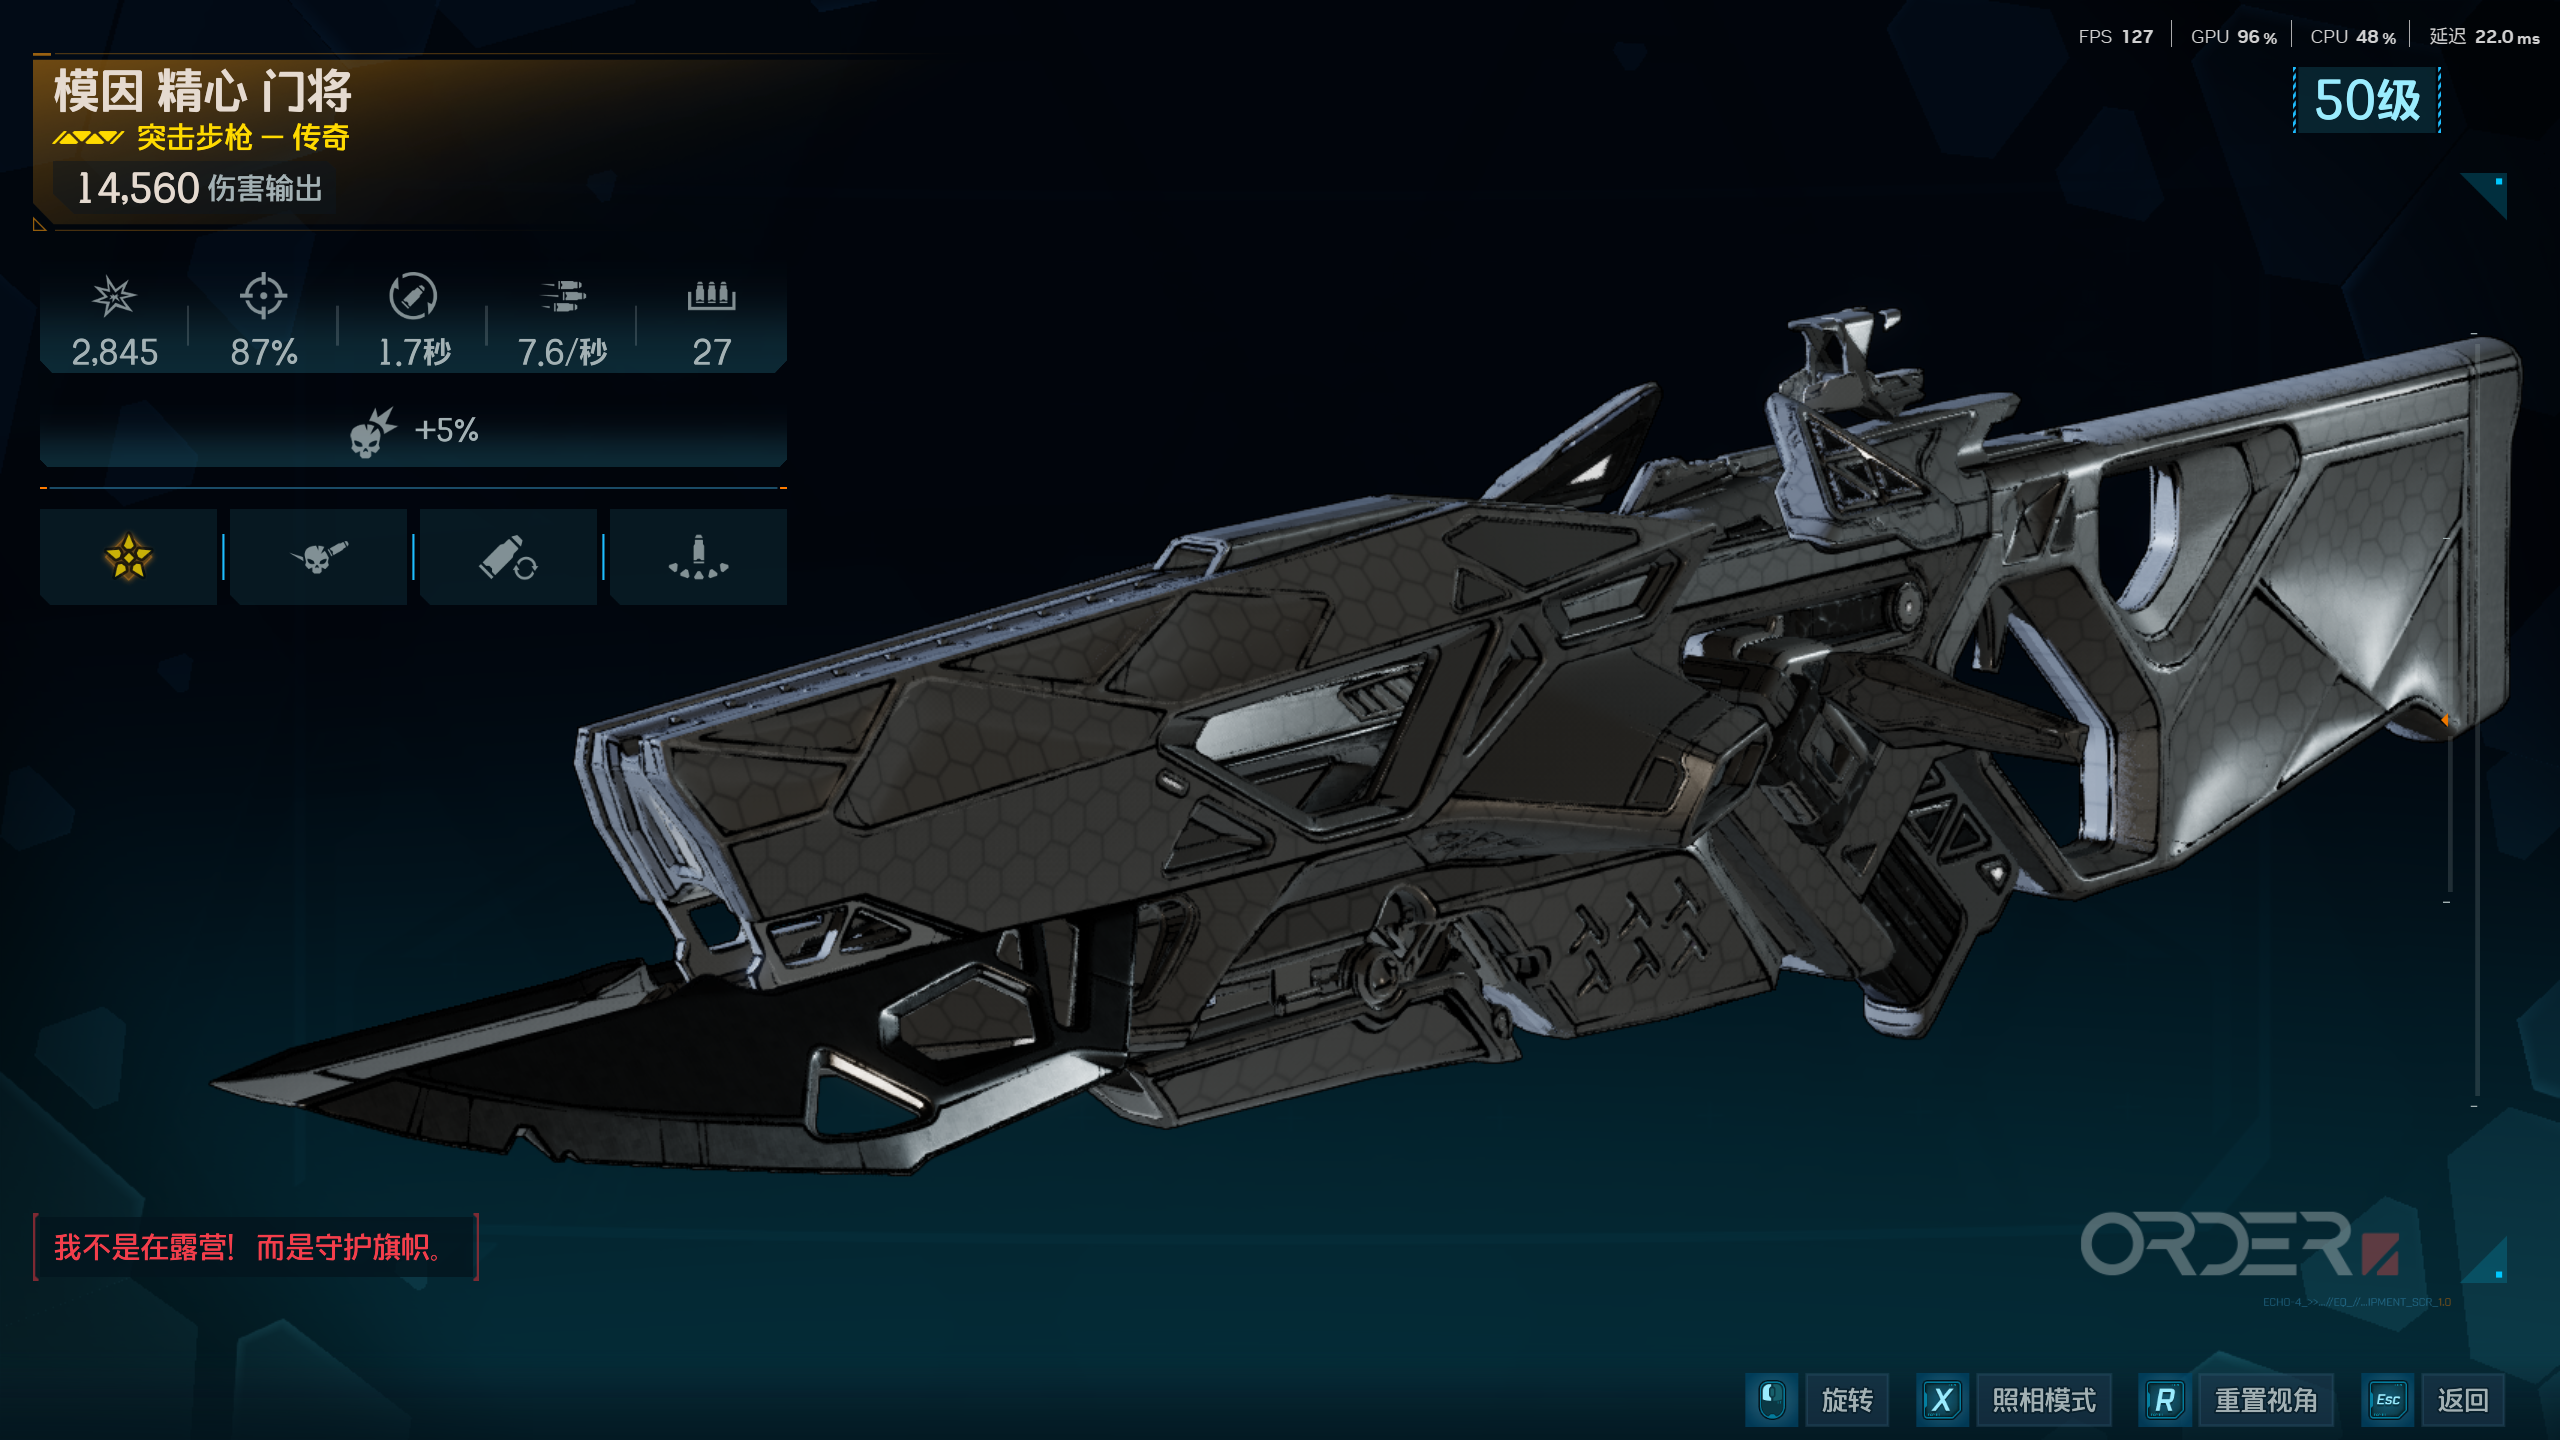 FPS 127 GPU 96 % CPU 48 % 延迟 22.0 ms
模因 精心 门将
突击步枪 – 传奇
14,560 伤害输出
50级
2,845 87% 1.7秒 7.6/秒 27
+5%
我不是在露营! 而是守护旗帜。
ORDER
旋转 X 照相模式 R 重置视角 Esc 返回